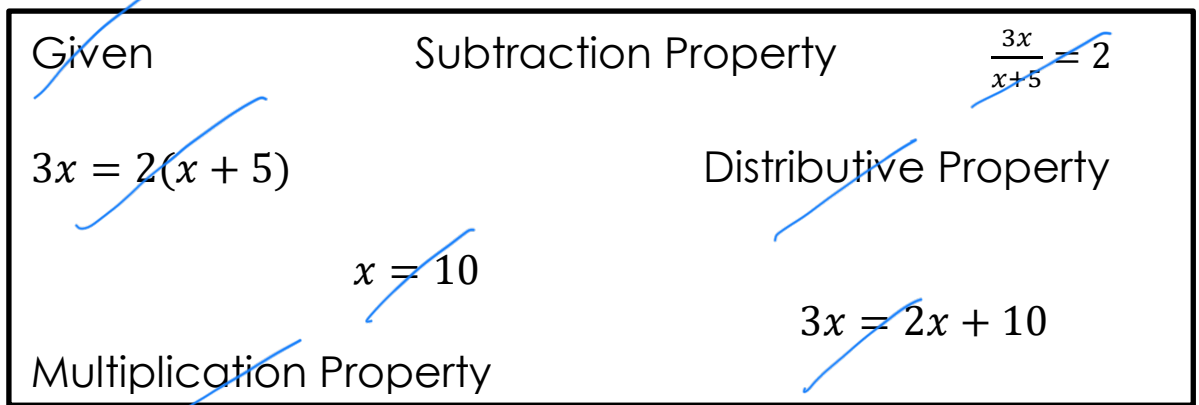 Given Subtraction Property 3x/x+5 = 2
3x = 2(x + 5) Distributive Property
x = 10
3x = 2x + 10
Multiplication Property